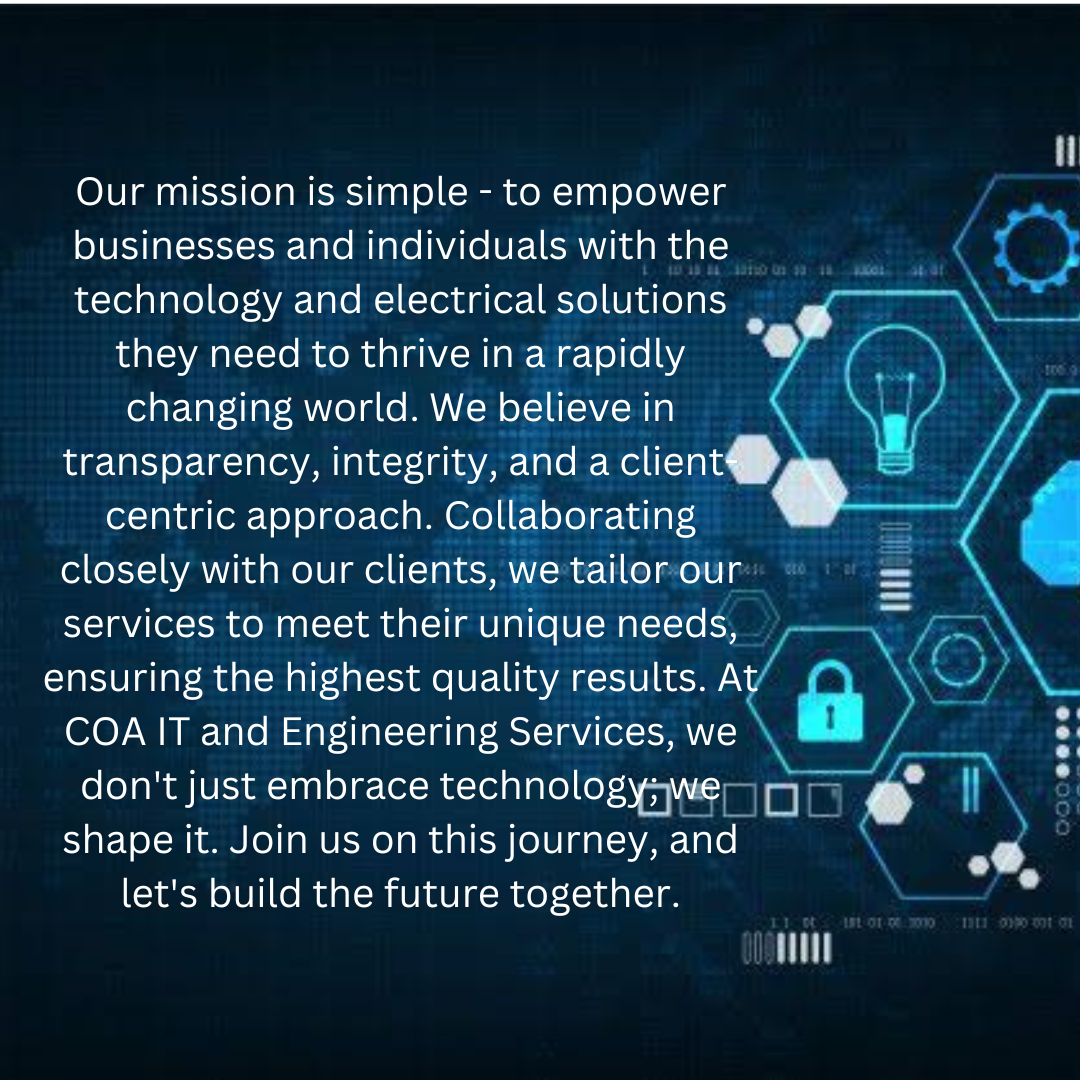 Our mission is simple - to empower
businesses and individuals with the
technology and electrical solutions
they need to thrive in a rapidly
changing world. We believe in
transparency, integrity, and a client-
centric approach. Collaborating
closely with our clients, we tailor our
services to meet their unique needs,
ensuring the highest quality results. At
COA IT and Engineering Services, we
don't just embrace technology; we
shape it. Join us on this journey, and
let's build the future together.